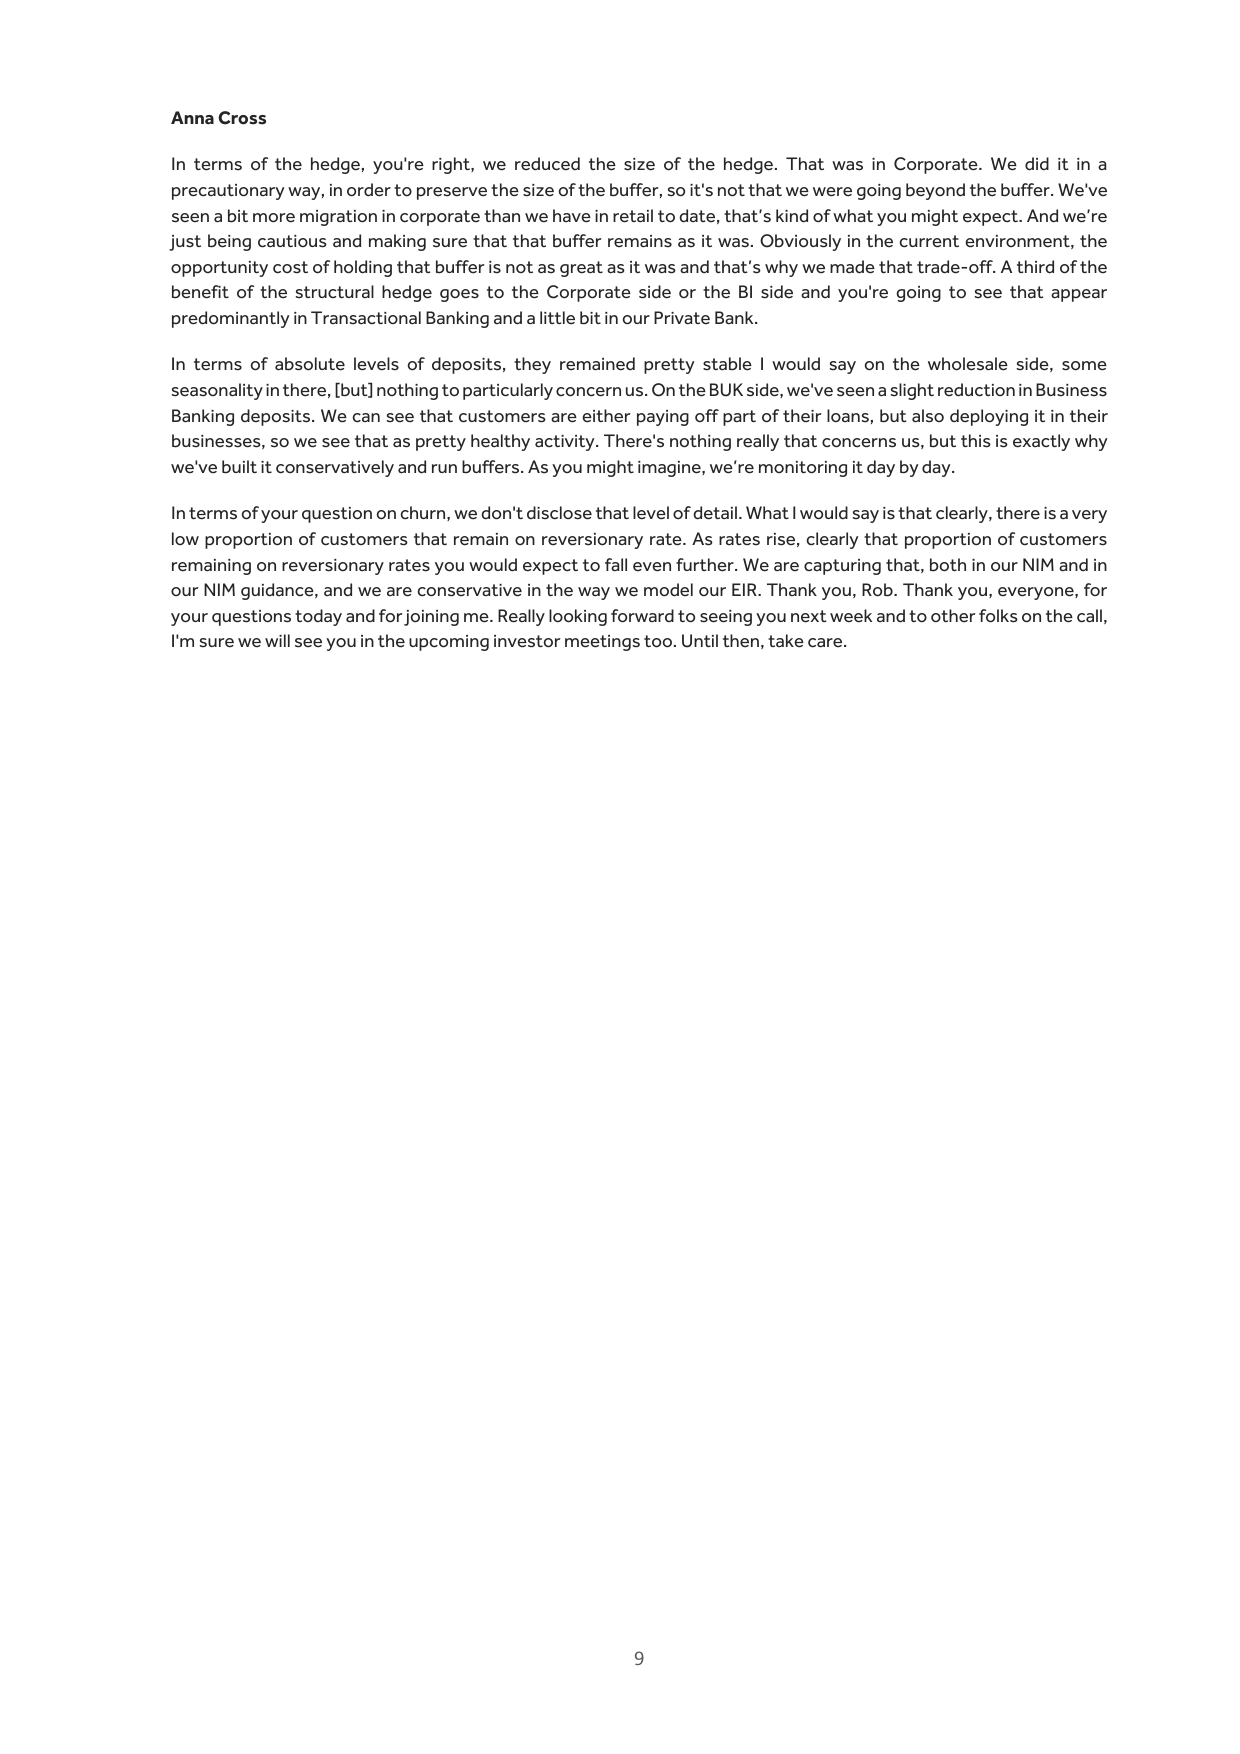 Anna Cross
In terms of the hedge, you're right, we reduced the size of the hedge. That was in Corporate. We did it in a
precautionary way, in order to preserve the size of the buffer, so it's not that we were going beyond the buffer. We've
seen a bit more migration in corporate than we have in retail to date, that's kind of what you might expect. And we're
just being cautious and making sure that that buffer remains as it was. Obviously in the current environment, the
opportunity cost of holding that buffer is not as great as it was and that's why we made that trade-off. A third of the
benefit of the structural hedge goes to the Corporate side or the BI side and you're going to see that appear
predominantly in Transactional Banking and a little bit in our Private Bank.
In terms of absolute levels of deposits, they remained pretty stable I would say on the wholesale side, some
seasonality in there, [but] nothing to particularly concern us. On the BUK side, we've seen a slight reduction in Business
Banking deposits. We can see that customers are either paying off part of their loans, but also deploying it in their
businesses, so we see that as pretty healthy activity. There's nothing really that concerns us, but this is exactly why
we've built it conservatively and run buffers. As you might imagine, we're monitoring it day by day.
In terms of your question on churn, we don't disclose that level of detail. What I would say is that clearly, there is a very
low proportion of customers that remain on reversionary rate. As rates rise, clearly that proportion of customers
remaining on reversionary rates you would expect to fall even further. We are capturing that, both in our NIM and in
our NIM guidance, and we are conservative in the way we model our EIR. Thank you, Rob. Thank you, everyone, for
your questions today and for joining me. Really looking forward to seeing you next week and to other folks on the call,
I'm sure we will see you in the upcoming investor meetings too. Until then, take care.
9